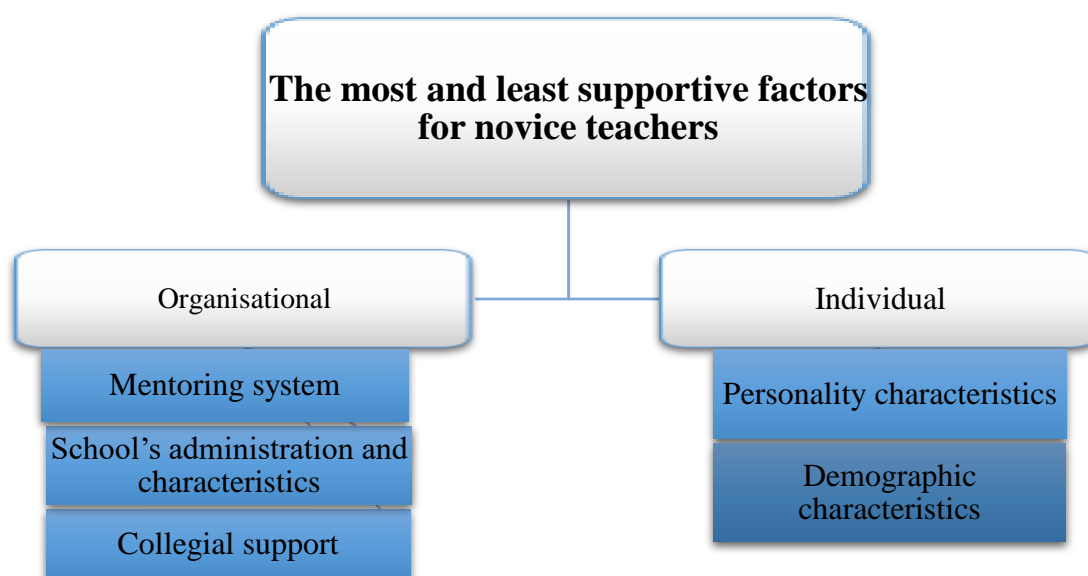 The most and least supportive factors
for novice teachers
Organisational
Individual
Mentoring system
School’s administration and
characteristics
Collegial support
Personality characteristics
Demographic
characteristics